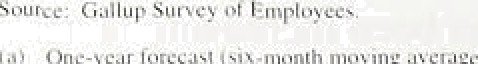 Source: Gallup Survey of Employees.
(a) One-year forecast (six-month moving average